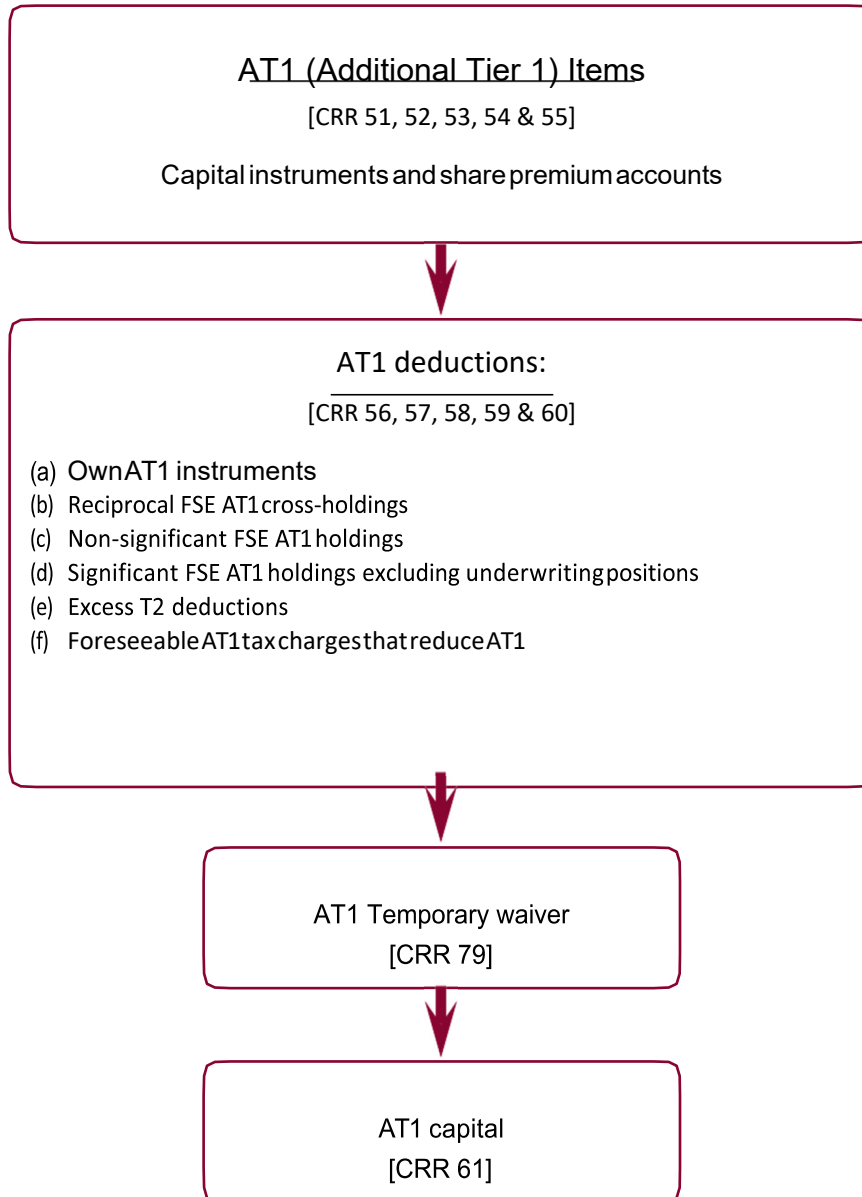 AT1 (Additional Tier 1) Items
[CRR 51, 52, 53, 54 & 55]
Capital instruments and share premium accounts
AT1 deductions:
[CRR 56, 57, 58, 59 & 60]
(a) Own AT1 instruments
(b) Reciprocal FSE AT1 cross-holdings
(c) Non-significant FSE AT1 holdings
(d) Significant FSE AT1 holdings excluding underwriting positions
(e) Excess T2 deductions
(f) Foreseeable AT1 tax charges that reduce AT1
AT1 Temporary waiver
[CRR 79]
AT1 capital
[CRR 61]